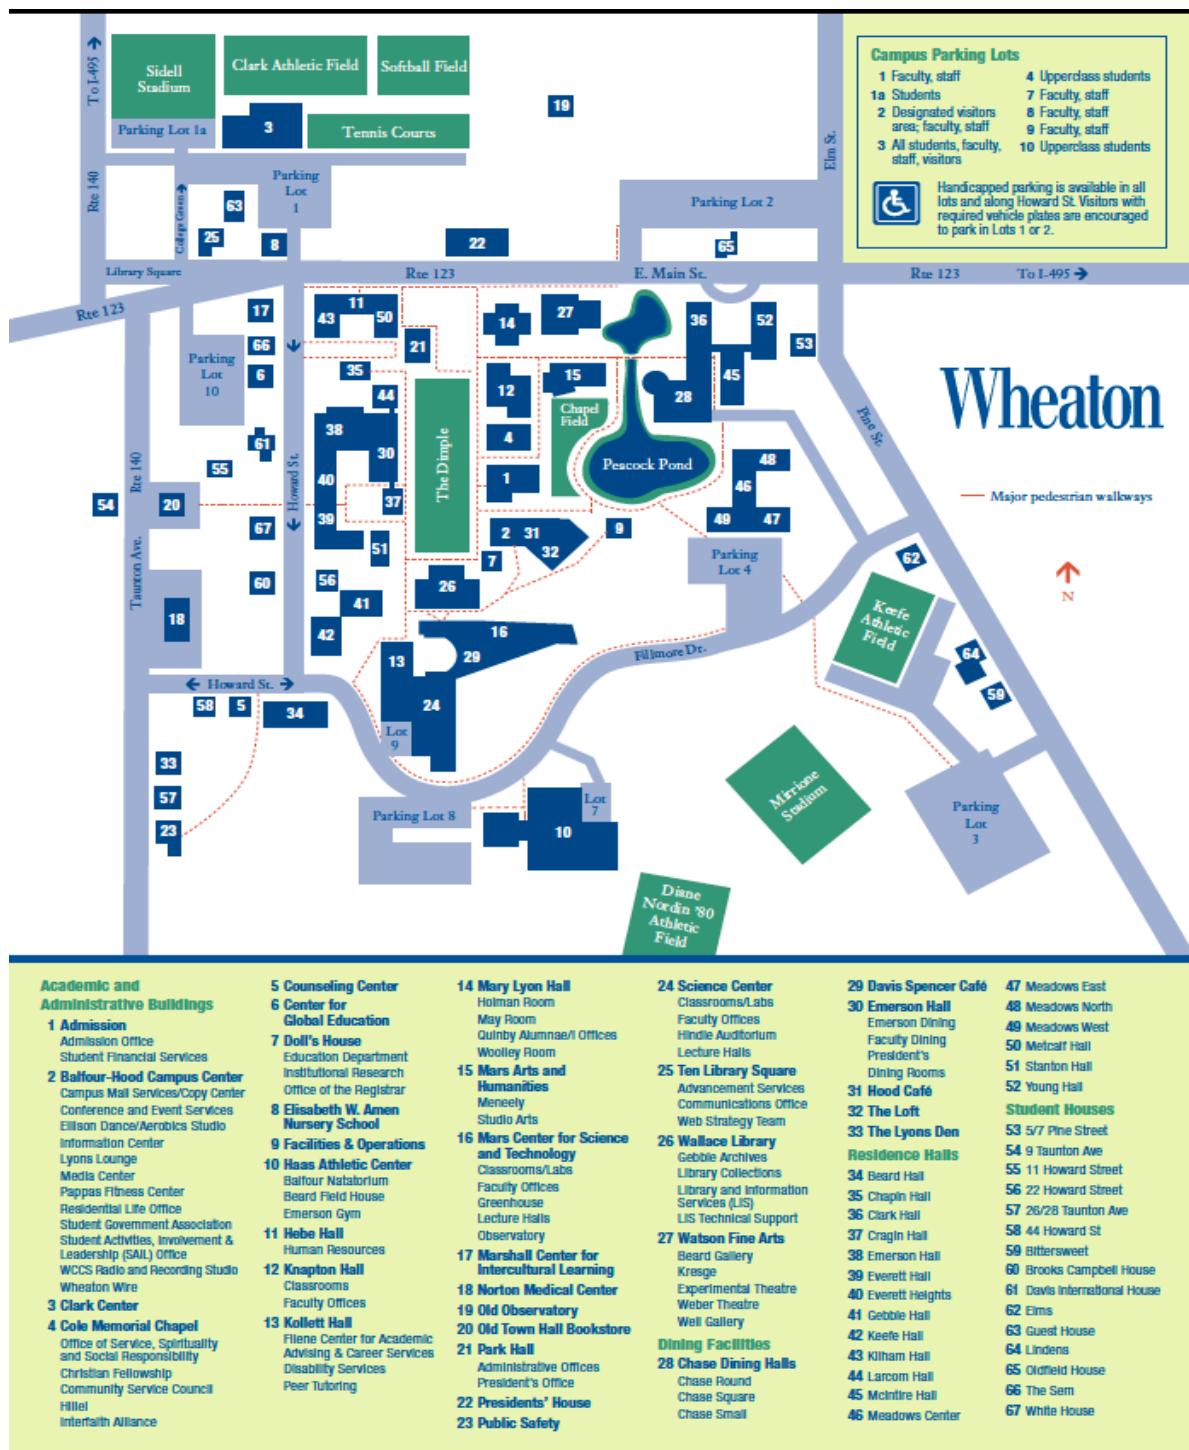 To I-495
Sidell
Stadium
Clark Athletic Field
Softball Field
Parking Lot 1a
3
Tennis Courts
19
Elm St.
Campus Parking Lots
1 Faculty, staff
1a Students
2 Designated visitors
area; faculty, staff
3 All students, faculty,
staff, visitors
4 Upperclass students
7 Faculty, staff
8 Faculty, staff
9 Faculty, staff
10 Upperclass students
Handicapped parking is available in all
lots and along Howard St. Visitors with
required vehicle plates are encouraged
to park in Lots 1 or 2.
Rte 140
College Green
Parking
Lot
1
63
25
8
22
Parking Lot 2
65
Library Square
Rte 123
E. Main St.
Rte 123
To I-495
Rte 123
17
11
43
50
14
27
36
52
53
66
21
Parking
Lot
10
6
35
12
15
28
45
44
Chapel
Field
Wheaton
38
61
30
4
The Dimple
Pine St.
Peacock Pond
48
55
40
1
46
Rte 140
Howard St.
Major pedestrian walkways
54
20
37
39
67
49
47
2
31
9
51
32
7
Parking
Lot 4
62
N
Taunton Ave.
60
56
26
41
Keefe
Athletic
Field
18
42
16
13
29
Fillmore Dr.
64
Howard St.
59
58
5
34
24
Lot
9
33
57
23
Mirrione
Stadium
Parking Lot 8
Lot
7
10
Parking
Lot
3
Diane
Nordin '80
Athletic
Field
Academic and
Administrative Buildings
1 Admission
Admission Office
Student Financial Services
2 Balfour-Hood Campus Center
Campus Mail Services/Copy Center
Conference and Event Services
Ellison Dance/Aerobics Studio
Information Center
Lyons Lounge
Media Center
Pappas Fitness Center
Residential Life Office
Student Government Association
Student Activities, Involvement &
Leadership (SAIL) Office
WCCS Radio and Recording Studio
Wheaton Wire
3 Clark Center
4 Cole Memorial Chapel
Office of Service, Spirituality
and Social Responsibility
Christian Fellowship
Community Service Council
Hillel
Interfaith Alliance
5 Counseling Center
6 Center for
Global Education
7 Doll's House
Education Department
Institutional Research
Office of the Registrar
8 Elisabeth W. Amen
Nursery School
9 Facilities & Operations
10 Haas Athletic Center
Balfour Natatorium
Beard Field House
Emerson Gym
11 Hebe Hall
Human Resources
12 Knapton Hall
Classrooms
Faculty Offices
13 Kollett Hall
Filene Center for Academic
Advising & Career Services
Disability Services
Peer Tutoring
14 Mary Lyon Hall
Holman Room
May Room
Quinby Alumnae/i Offices
Woolley Room
15 Mars Arts and
Humanities
Meneely
Studio Arts
16 Mars Center for Science
and Technology
Classrooms/Labs
Faculty Offices
Greenhouse
Lecture Halls
Observatory
17 Marshall Center for
Intercultural Learning
18 Norton Medical Center
19 Old Observatory
20 Old Town Hall Bookstore
21 Park Hall
Administrative Offices
President's Office
22 Presidents' House
23 Public Safety
24 Science Center
Classrooms/Labs
Faculty Offices
Hindle Auditorium
Lecture Halls
25 Ten Library Square
Advancement Services
Communications Office
Web Strategy Team
26 Wallace Library
Gebbie Archives
Library Collections
Library and Information
Services (LIS)
LIS Technical Support
27 Watson Fine Arts
Beard Gallery
Kresge
Experimental Theatre
Weber Theatre
Weil Gallery
Dining Facilities
28 Chase Dining Halls
Chase Round
Chase Square
Chase Small
29 Davis Spencer Café
30 Emerson Hall
Emerson Dining
Faculty Dining
President's
Dining Rooms
31 Hood Café
32 The Loft
33 The Lyons Den
Residence Halls
34 Beard Hall
35 Chapin Hall
36 Clark Hall
37 Cragin Hall
38 Emerson Hall
39 Everett Hall
40 Everett Heights
41 Gebbie Hall
42 Keefe Hall
43 Kilham Hall
44 Larcom Hall
45 McIntire Hall
46 Meadows Center
47 Meadows East
48 Meadows North
49 Meadows West
50 Metcalf Hall
51 Stanton Hall
52 Young Hall
Student Houses
53 5/7 Pine Street
54 9 Taunton Ave
55 11 Howard Street
56 22 Howard Street
57 26/28 Taunton Ave
58 44 Howard St
59 Bittersweet
60 Brooks Campbell House
61 Davis International House
62 Elms
63 Guest House
64 Lindens
65 Oldfield House
66 The Sem
67 White House